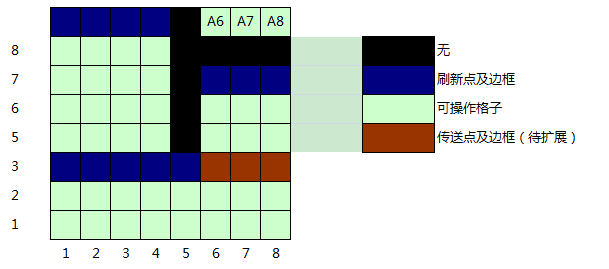 A6 A7 A8
8 无
7 刷新点及边框
6 可操作格子
5 传送点及边框（待扩展）
3
2
1
1 2 3 4 5 6 7 8